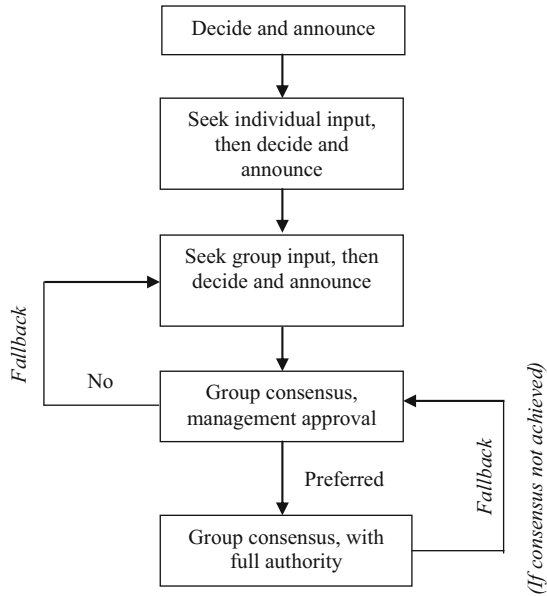 Decide and announce
Seek individual input,
then decide and
announce
Seek group input, then
decide and announce
Fallback
No
Group consensus,
management approval
Preferred
Fallback
(If consensus not achieved)
Group consensus, with
full authority